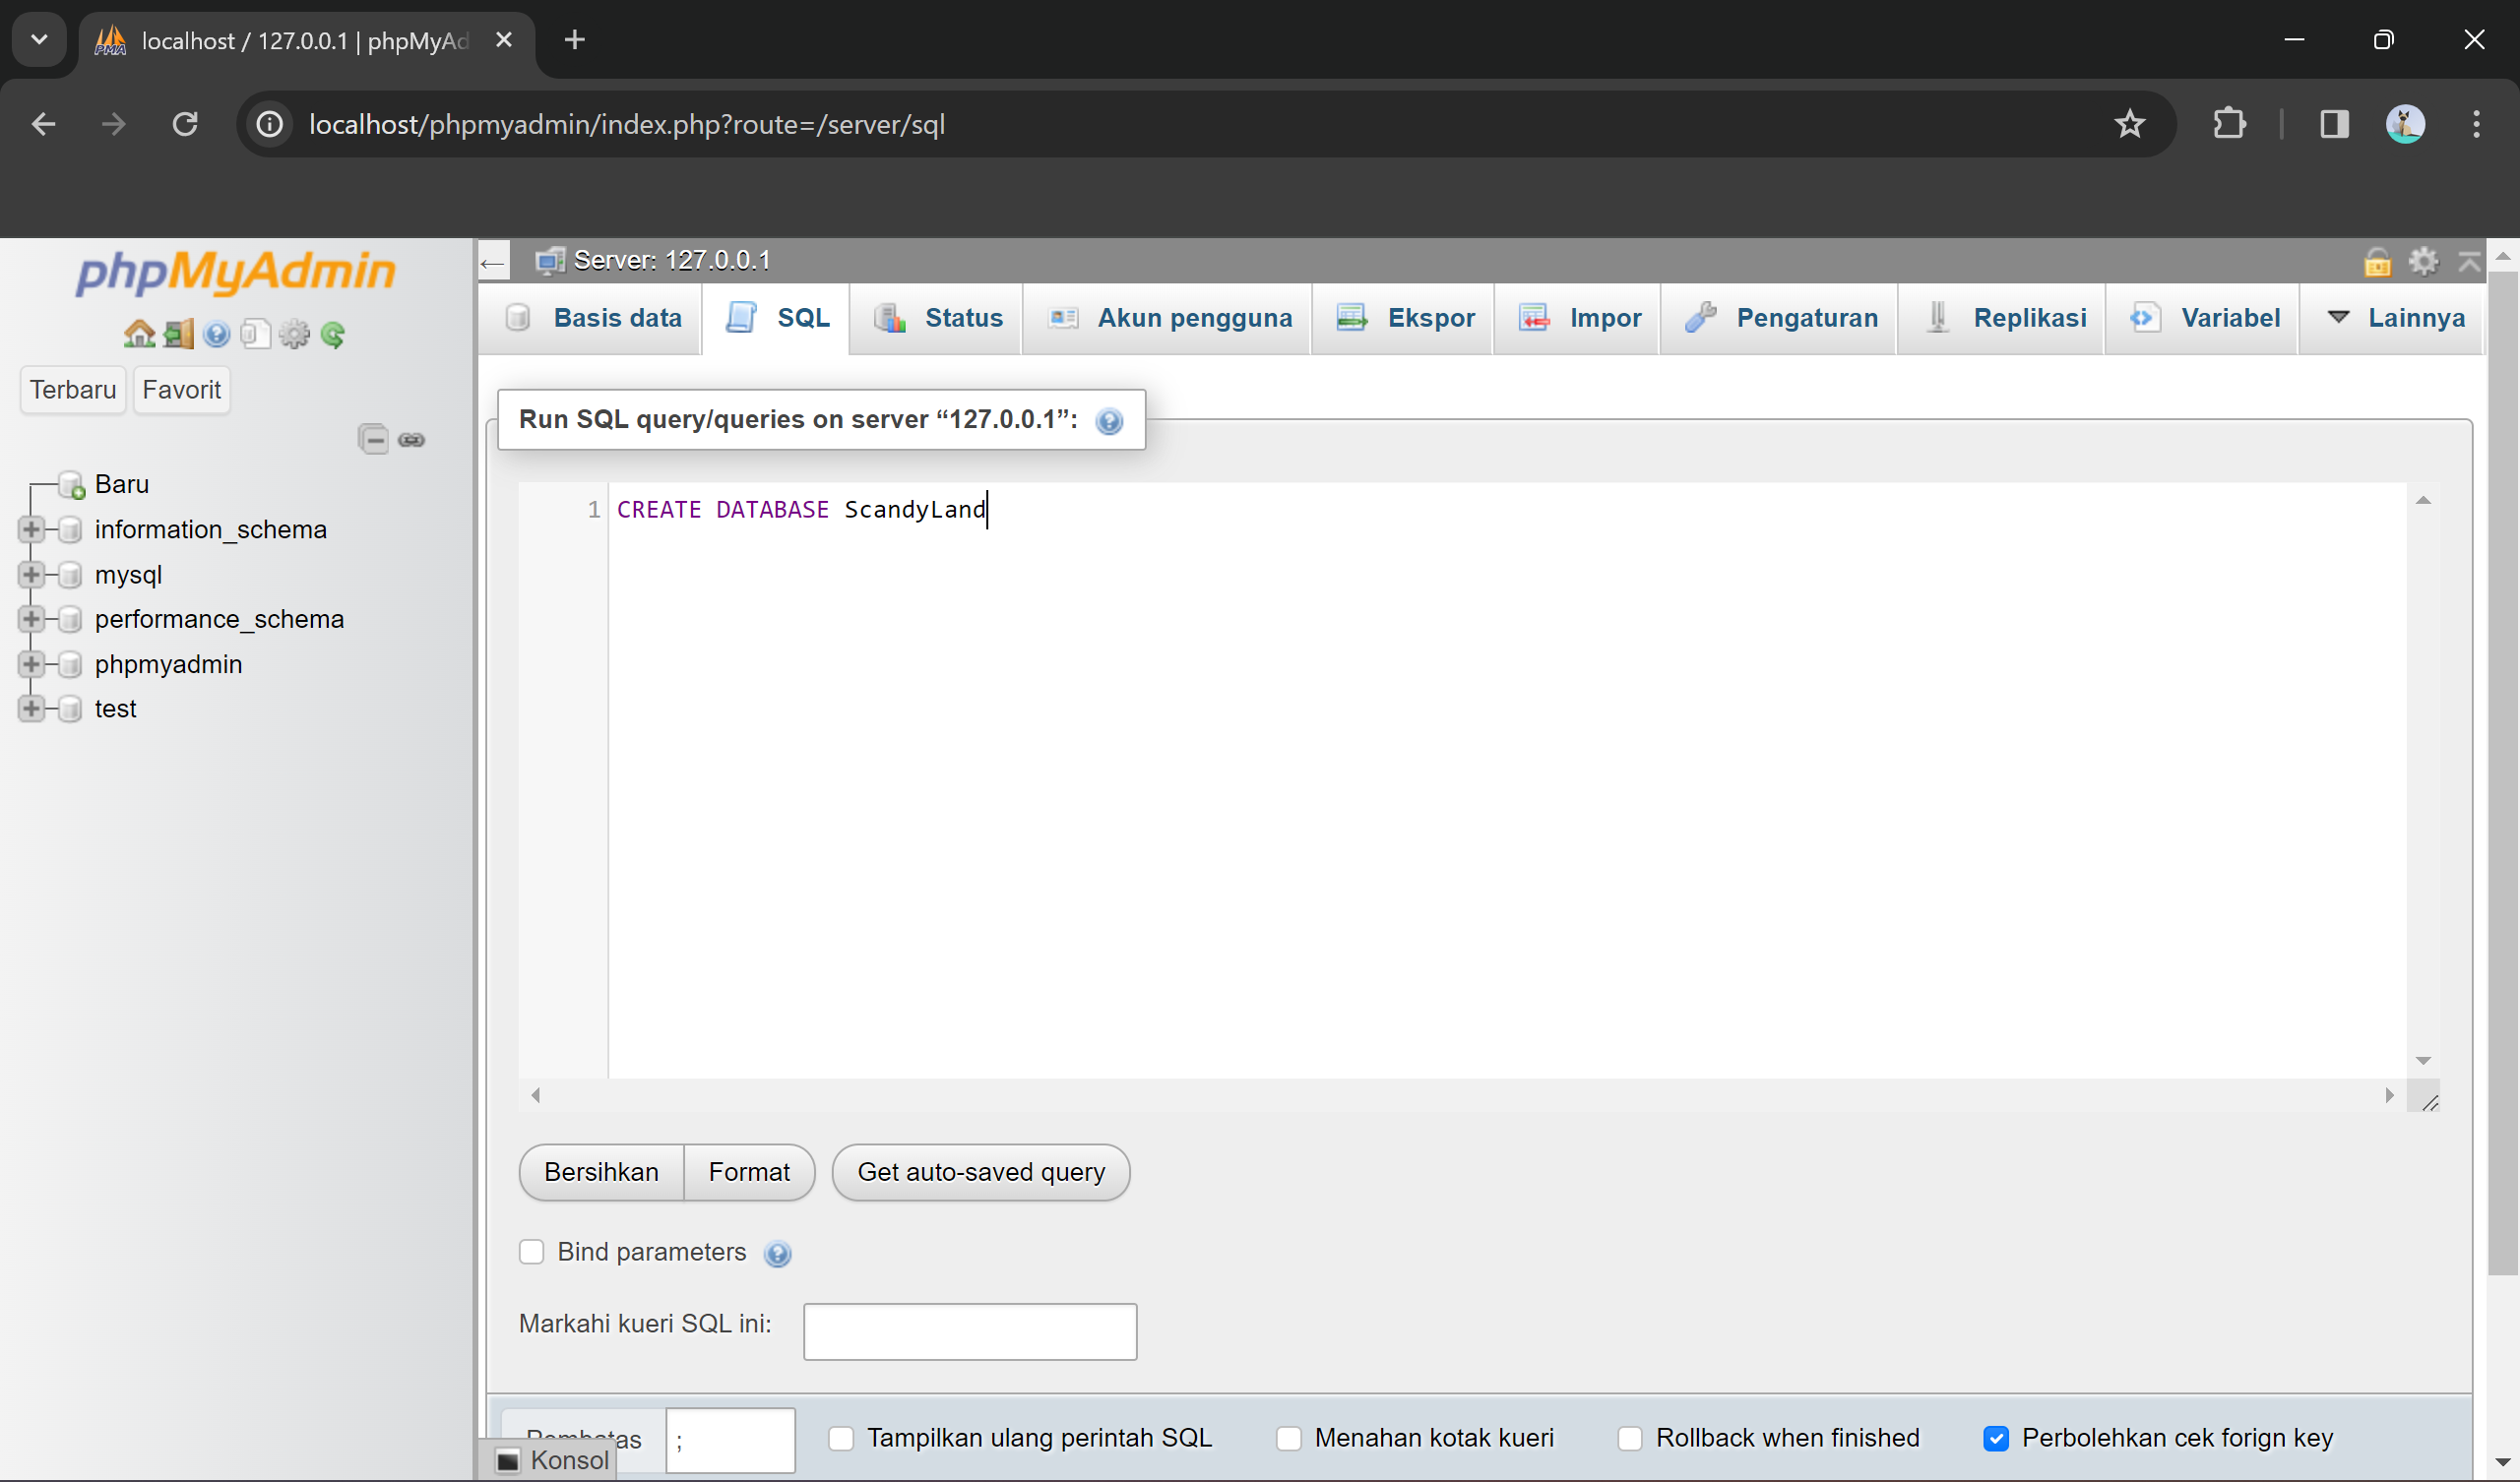 localhost / 127.0.0.1 | phpMyAd
localhost/phpmyadmin/index.php?route=/server/sql
phpMyAdmin
Terbaru Favorit
Baru
information_schema
mysql
performance_schema
phpmyadmin
test
Server: 127.0.0.1
Basis data SQL Status Akun pengguna Ekspor Impor Pengaturan Replikasi Variabel Lainnya
Run SQL query/queries on server “127.0.0.1”:
1 CREATE DATABASE ScandyLand
Bersihkan Format Get auto-saved query
Bind parameters
Markahi kueri SQL ini:
Pembatas ; Tampilkan ulang perintah SQL Menahan kotak kueri Rollback when finished Perbolehkan cek forign key
Konsol